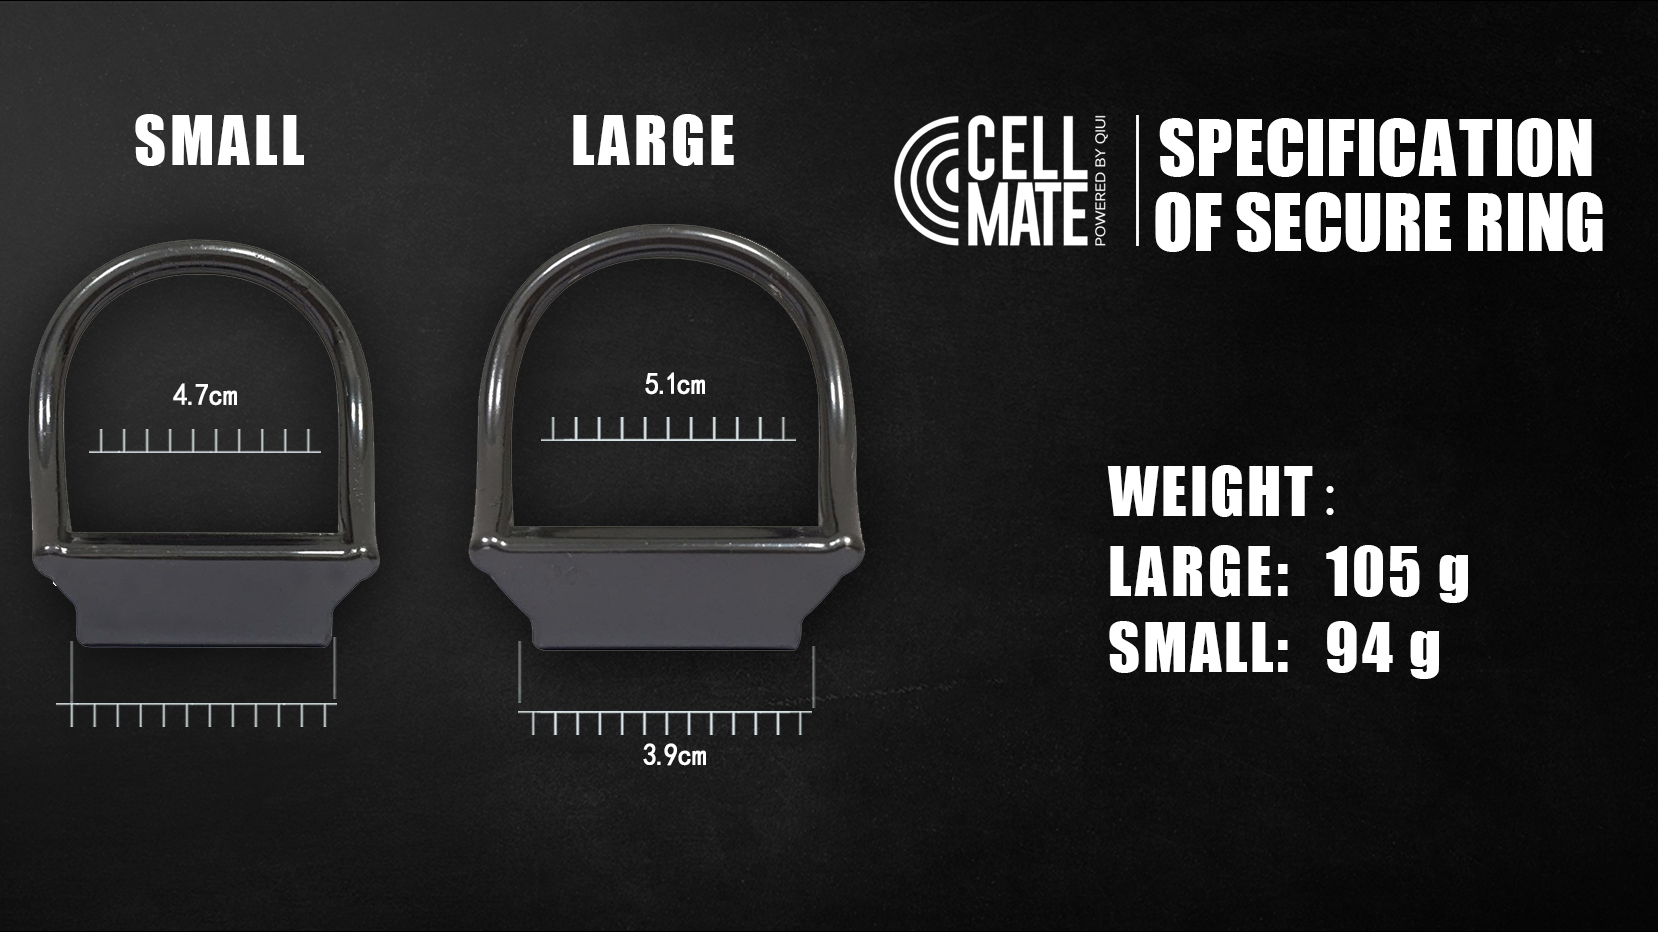 SMALL
LARGE
CELL
MATE
POWERED BY QIUI
SPECIFICATION
OF SECURE RING
4.7cm
5.1cm
WEIGHT :
LARGE: 105 g
SMALL: 94 g
3.9cm